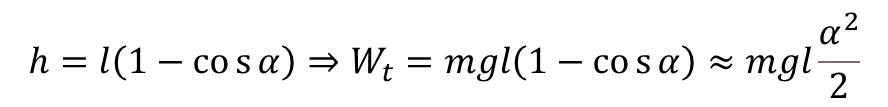 h = l(1 − cos α) ⇒ W_t = mgl(1 − cos α) ≈ mgl α²/2